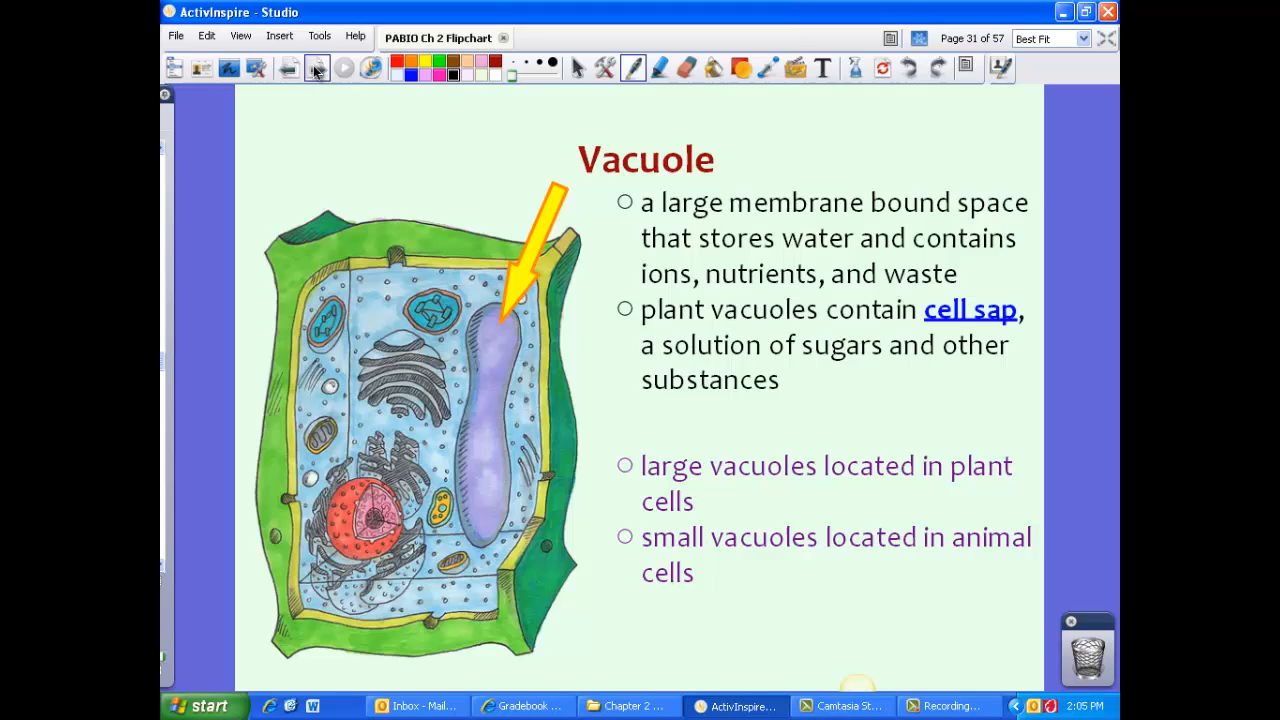 ActivInspire - Studio
File Edit View Insert Tools Help
PABIO Ch 2 Flipchart
Page 31 of 57
Best Fit
T
Vacuole
a large membrane bound space
that stores water and contains
ions, nutrients, and waste
plant vacuoles contain cell sap,
a solution of sugars and other
substances
large vacuoles located in plant
cells
small vacuoles located in animal
cells
start
W
Inbox - Mail...
Gradebook ...
Chapter 2 ...
ActivInspire...
Camtasia St...
Recording...
2:05 PM